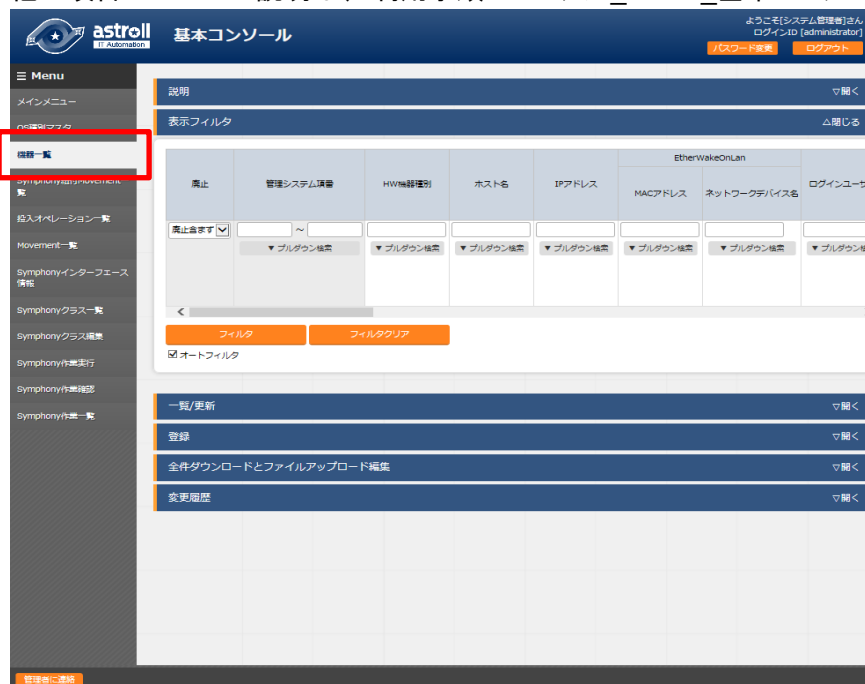 astroll
IT Automation
基本コンソール
ようこそ[システム管理者]さん
ログインID [administrator]
パスワード変更
ログアウト
Menu
メインメニュー
OS種別マスタ
機器一覧
Symphony紐付Movement一
覧
投入オペレーション一覧
Movement一覧
Symphonyインターフェース
情報
Symphonyクラス一覧
Symphonyクラス編集
Symphony作業実行
Symphony作業確認
Symphony作業一覧
説明
▽開く
表示フィルタ
△閉じる
EtherWakeOnLan
廃止
管理システム項番
HW機器種別
ホスト名
IPアドレス
MACアドレス
ネットワークデバイス名
ログインユーザ
廃止含まず
～
▼ プルダウン検索
▼ プルダウン検索
▼ プルダウン検索
▼ プルダウン検索
▼ プルダウン検索
▼ プルダウン検索
▼ プルダウン検
フィルタ
フィルタクリア
オートフィルタ
一覧/更新
▽開く
登録
▽開く
全件ダウンロードとファイルアップロード編集
▽開く
変更履歴
▽開く
管理者に連絡